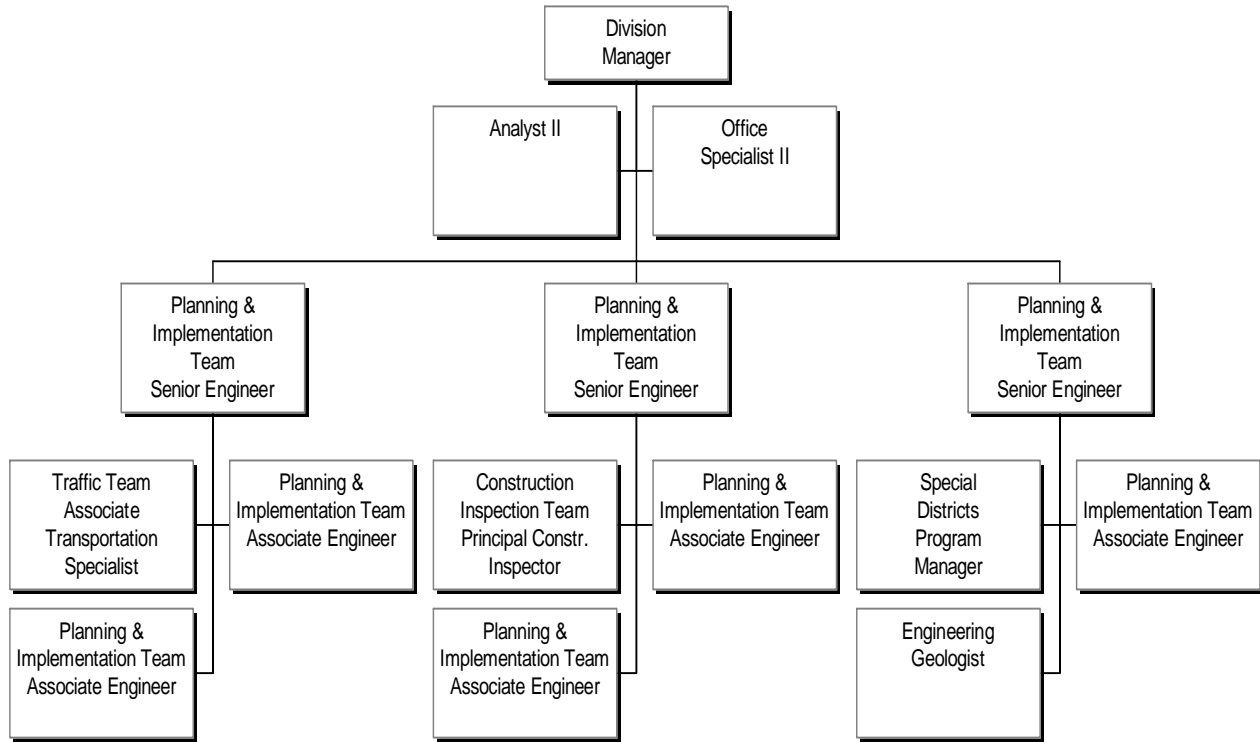 Division
Manager
Analyst II
Office
Specialist II
Planning &
Implementation
Team
Senior Engineer
Planning &
Implementation
Team
Senior Engineer
Planning &
Implementation
Team
Senior Engineer
Traffic Team
Associate
Transportation
Specialist
Planning &
Implementation Team
Associate Engineer
Construction
Inspection Team
Principal Constr.
Inspector
Planning &
Implementation Team
Associate Engineer
Special
Districts
Program
Manager
Planning &
Implementation Team
Associate Engineer
Planning &
Implementation Team
Associate Engineer
Planning &
Implementation Team
Associate Engineer
Engineering
Geologist